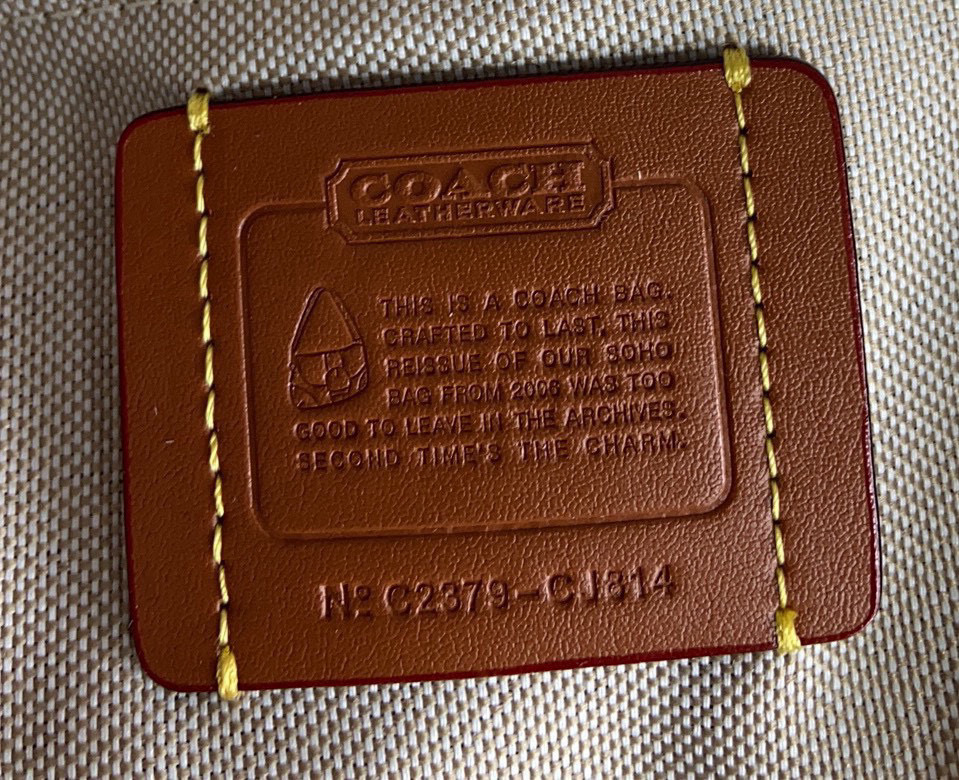 COACH
LEATHERWARE
THIS IS A COACH BAG.
CRAFTED TO LAST, THIS
REISSUE OF OUR SOHO
BAG FROM 2006 WAS TOO
GOOD TO LEAVE IN THE ARCHIVES.
SECOND TIME'S THE CHARM.
Nº C2379-CJ814